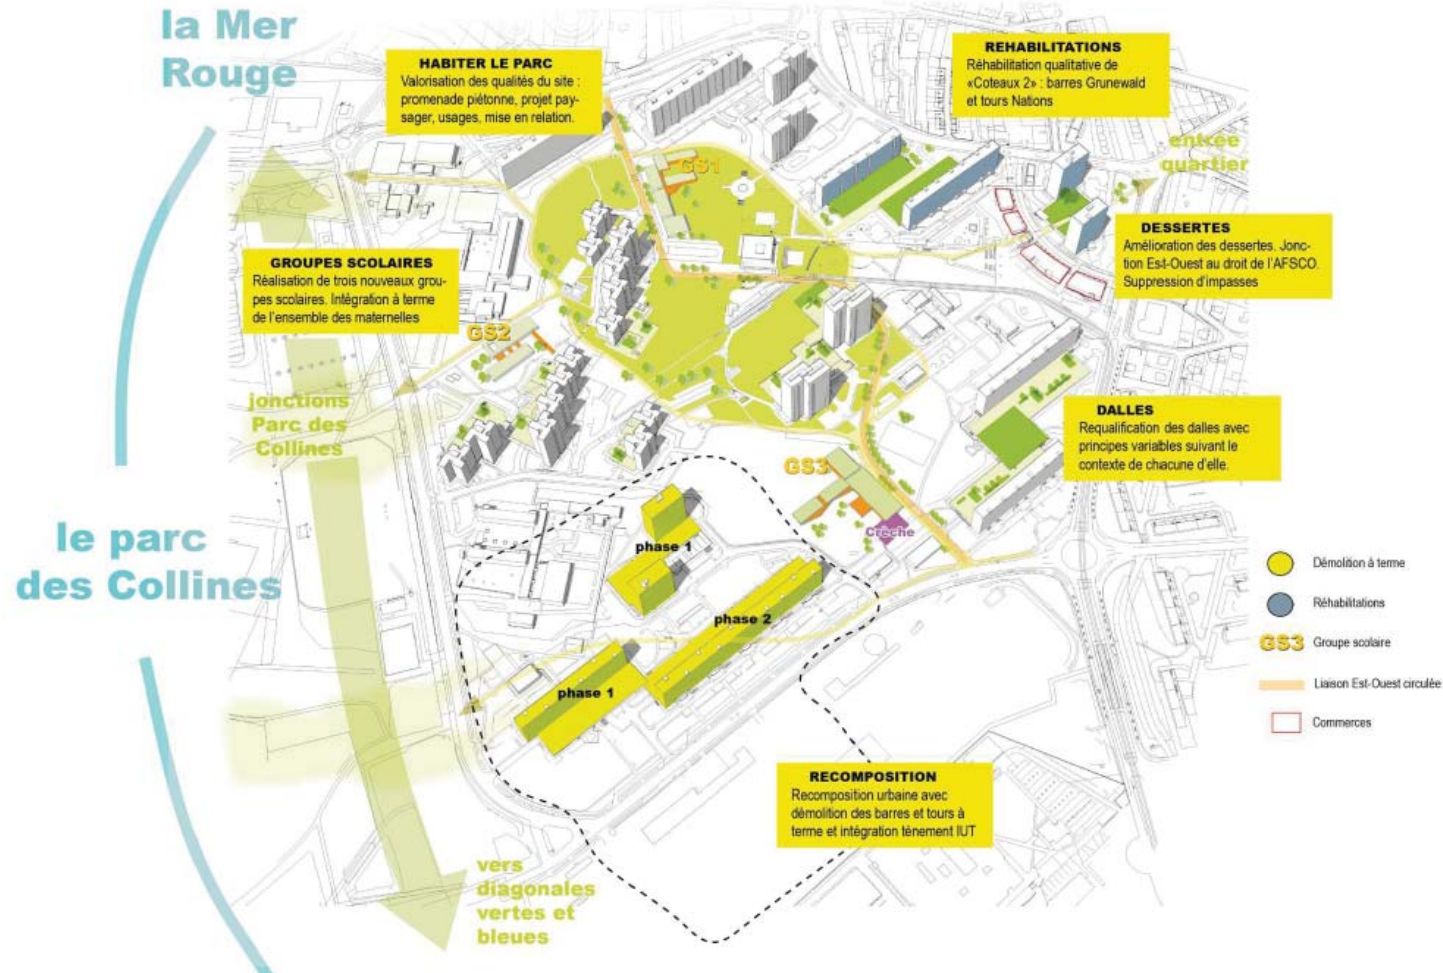 la Mer
Rouge
HABITER LE PARC
Valorisation des qualités du site :
promenade piétonne, projet pay-
sager, usages, mise en relation.
REHABILITATIONS
Réhabilitation qualitative de
«Coteaux 2» : barres Grunewald
et tours Nations
entrée
quartier
GS1
DESSERTES
Amélioration des dessertes. Jonc-
tion Est-Ouest au droit de l'AFSCO.
Suppression d'impasses
GROUPES SCOLAIRES
Réalisation de trois nouveaux grou-
pes scolaires. Intégration à terme
de l'ensemble des maternelles
GS2
jonctions
Parc des
Collines
DALLES
Requalification des dalles avec
principes variables suivant le
contexte de chacune d'elle.
GS3
Crèche
le parc
des Collines
phase 1
phase 2
phase 1
Démolition à terme
Réhabilitations
GS3 Groupe scolaire
Liaison Est-Ouest circulée
Commerces
RECOMPOSITION
Recomposition urbaine avec
démolition des barres et tours à
terme et intégration tènement IUT
vers
diagonales
vertes et
bleues